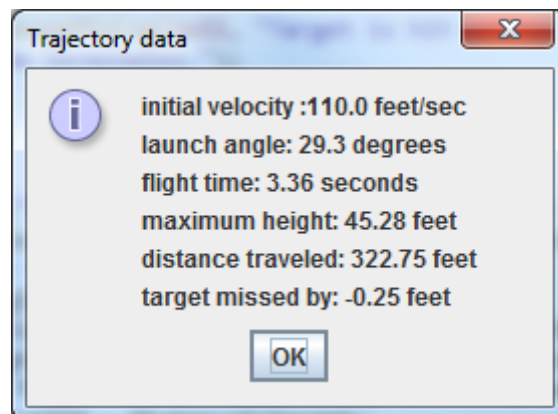 Trajectory data
initial velocity :110.0 feet/sec
launch angle: 29.3 degrees
flight time: 3.36 seconds
maximum height: 45.28 feet
distance traveled: 322.75 feet
target missed by: -0.25 feet
OK